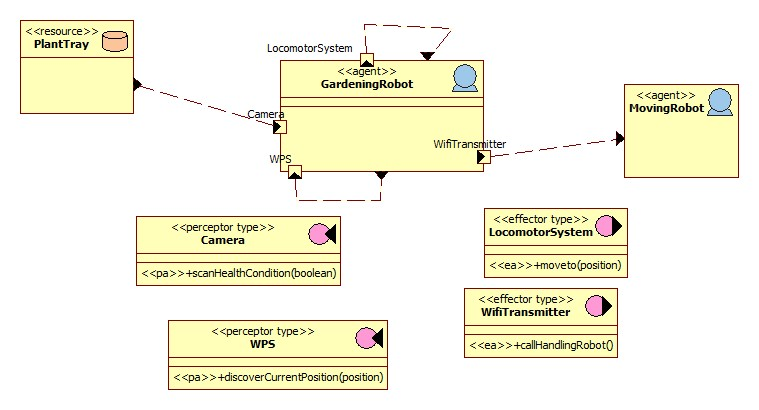 <<resource>>
PlantTray
LocomotorSystem
<<agent>>
GardeningRobot
<<agent>>
MovingRobot
Camera
WifiTransmitter
WPS
<<perceptor type>>
Camera
<<pa>>+scanHealthCondition(boolean)
<<effector type>>
LocomotorSystem
<<ea>>+moveto(position)
<<effector type>>
WifiTransmitter
<<ea>>+callHandlingRobot()
<<perceptor type>>
WPS
<<pa>>+discoverCurrentPosition(position)